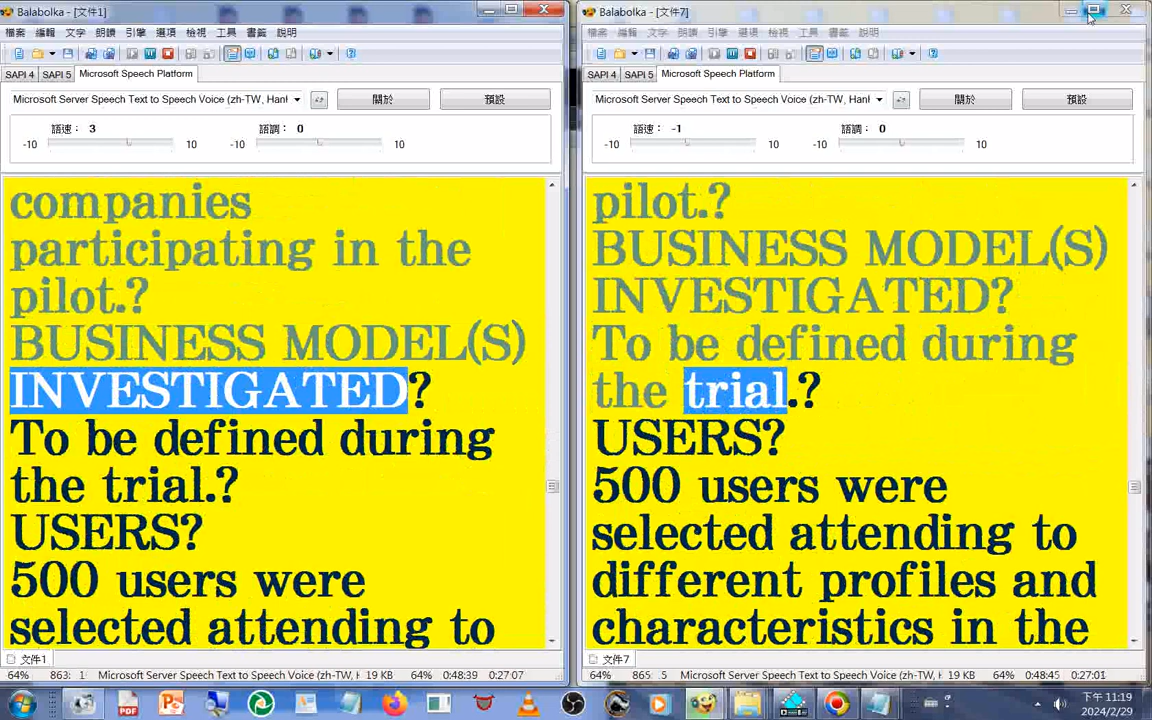 Balabolka - [文件1]
檔案 編輯 文字 朗讀 引擎 選項 檢視 工具 書籤 說明
SAPI 4 SAPI 5 Microsoft Speech Platform
Microsoft Server Speech Text to Speech Voice (zh-TW, Hanl
關於
預設
語速： 3
語調： 0
-10 10 -10 10
companies
participating in the
pilot.?
BUSINESS MODEL(S)
INVESTIGATED?
To be defined during
the trial.?
USERS?
500 users were
selected attending to
文件1
64% 863: 1 Microsoft Server Speech Text to Speech Voice (zh-TW, Hanl 19 KB 64% 0:48:39 0:27:07
Balabolka - [文件7]
檔案 編輯 文字 朗讀 引擎 選項 檢視 工具 書籤 說明
SAPI 4 SAPI 5 Microsoft Speech Platform
Microsoft Server Speech Text to Speech Voice (zh-TW, Hanl
關於
預設
語速： -1
語調： 0
-10 10 -10 10
pilot.?
BUSINESS MODEL(S)
INVESTIGATED?
To be defined during
the trial.?
USERS?
500 users were
selected attending to
different profiles and
characteristics in the
文件7
64% 865: 5 Microsoft Server Speech Text to Speech Voice (zh-TW, Hanl 19 KB 64% 0:48:45 0:27:01
下午 11:19
2024/2/29